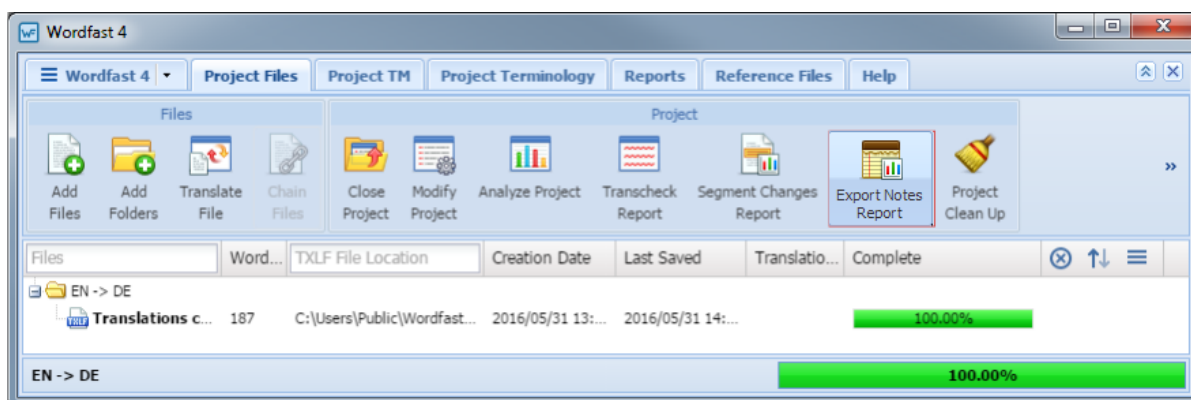 WF Wordfast 4
Wordfast 4 Project Files Project TM Project Terminology Reports Reference Files Help
Files Project
Add Files
Add Folders
Translate File
Chain Files
Close Project
Modify Project
Analyze Project
Transcheck Report
Segment Changes Report
Export Notes Report
Project Clean Up
»
Files Word... TXLF File Location Creation Date Last Saved Translatio... Complete
EN -> DE
TXLF Translations c... 187 C:\Users\Public\Wordfast... 2016/05/31 13:... 2016/05/31 14:... 100.00%
EN -> DE 100.00%